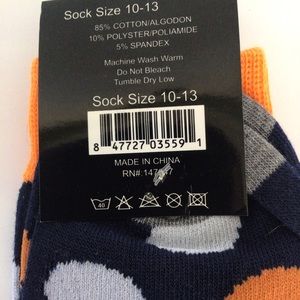 Sock Size 10-13
85% COTTON/ALGODON
10% POLYSTER/POLIAMIDE
5% SPANDEX
Machine Wash Warm
Do Not Bleach
Tumble Dry Low
Sock Size 10-13
8 47727 03559 1
MADE IN CHINA
40